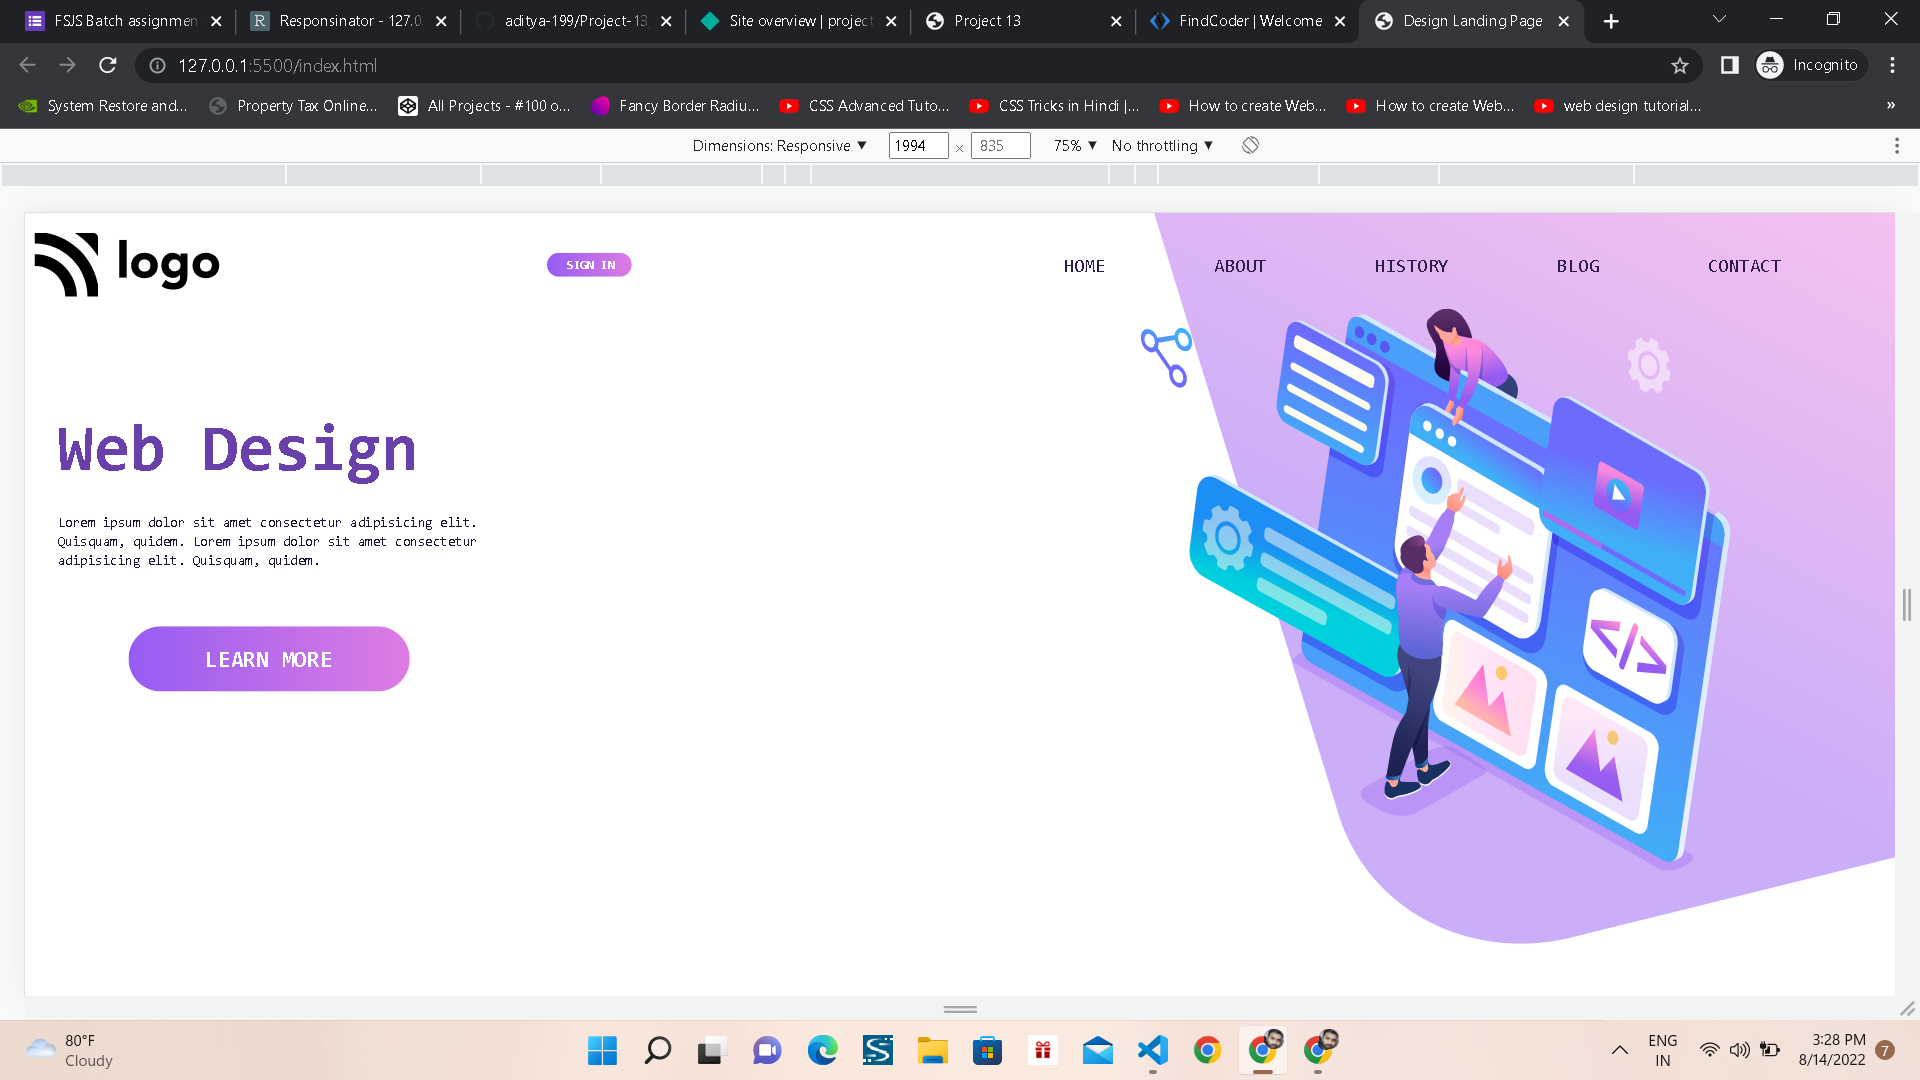 FSJS Batch assignmen
Responsinator - 127.0.
aditya-199/Project-13
Site overview | project
Project 13
FindCoder | Welcome
Design Landing Page
127.0.0.1:5500/index.html
Incognito
System Restore and...
Property Tax Online...
All Projects - #100 o...
Fancy Border Radiu...
CSS Advanced Tuto...
CSS Tricks in Hindi |...
How to create Web...
How to create Web...
web design tutorial...
»
Dimensions: Responsive ▼ 1994 × 835 75% ▼ No throttling ▼
logo
SIGN IN
HOME
ABOUT
HISTORY
BLOG
CONTACT
Web Design
Lorem ipsum dolor sit amet consectetur adipisicing elit.
Quisquam, quidem. Lorem ipsum dolor sit amet consectetur
adipisicing elit. Quisquam, quidem.
LEARN MORE
</>
80°F
Cloudy
ENG
IN
3:28 PM
8/14/2022
7